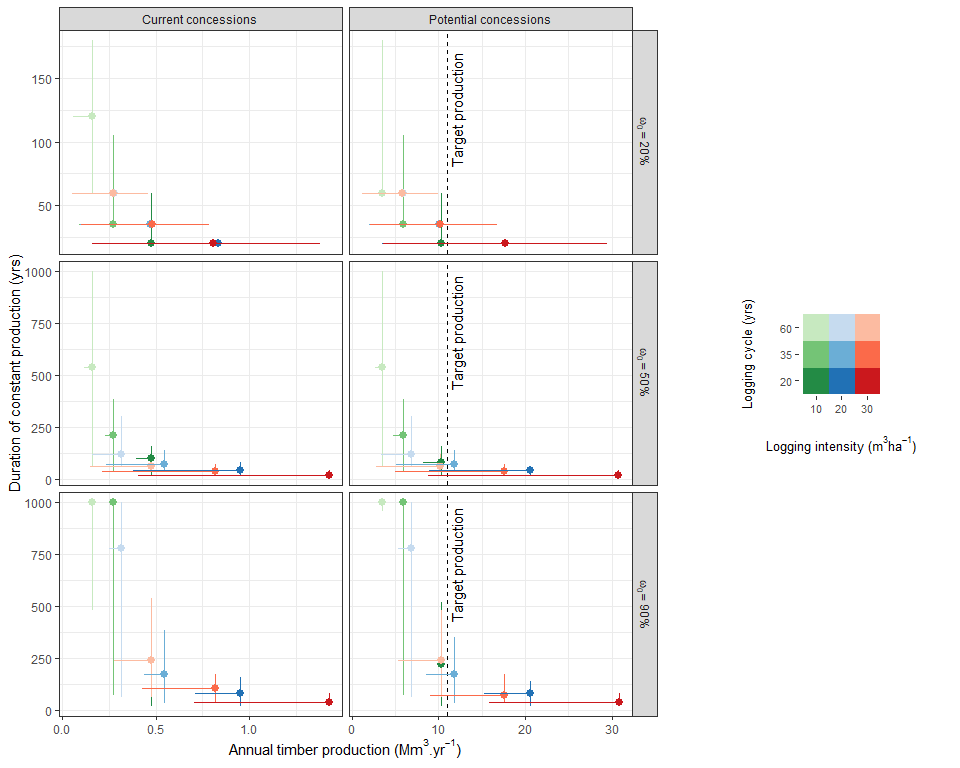 Current concessions
Potential concessions
Duration of constant production (yrs)
150
100
50
Target production
ω₀ = 20%
1000
750
500
250
0
Target production
ω₀ = 50%
1000
750
500
250
0
Target production
ω₀ = 90%
0.0
0.5
1.0
0
10
20
30
Annual timber production (Mm³.yr⁻¹)
Logging cycle (yrs)
60
35
20
10
20
30
Logging intensity (m³ha⁻¹)